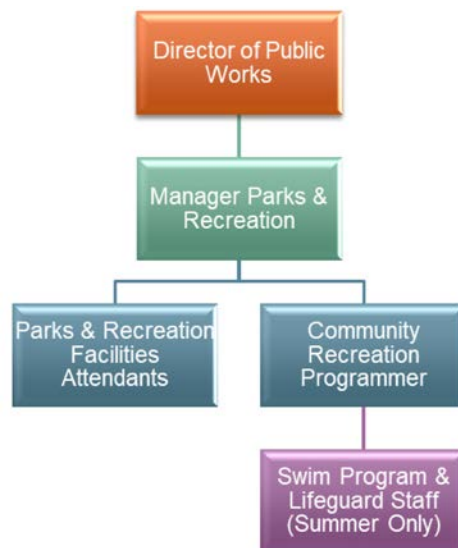 Director of Public
Works
Manager Parks &
Recreation
Parks & Recreation
Facilities
Attendants
Community
Recreation
Programmer
Swim Program &
Lifeguard Staff
(Summer Only)